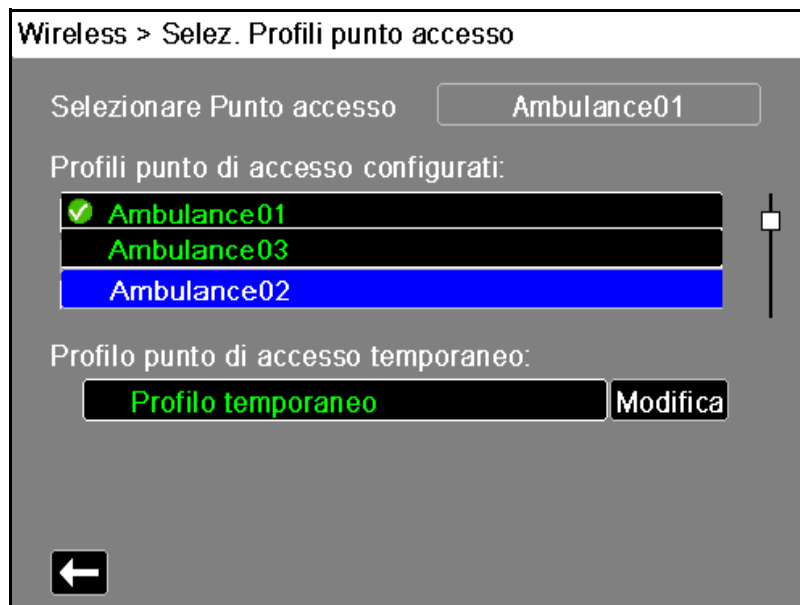 Wireless > Selez. Profili punto accesso
Selezionare Punto accesso Ambulance01
Profili punto di accesso configurati:
Ambulance01
Ambulance03
Ambulance02
Profilo punto di accesso temporaneo:
Profilo temporaneo Modifica